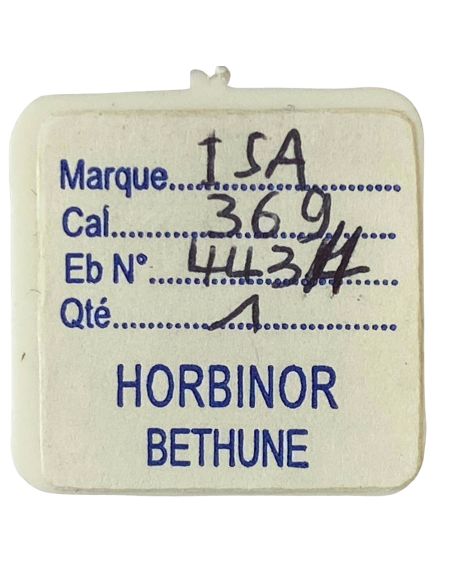 Marque ISA
Cal 369
Eb N° 443
Qté 1
HORBINOR
BETHUNE